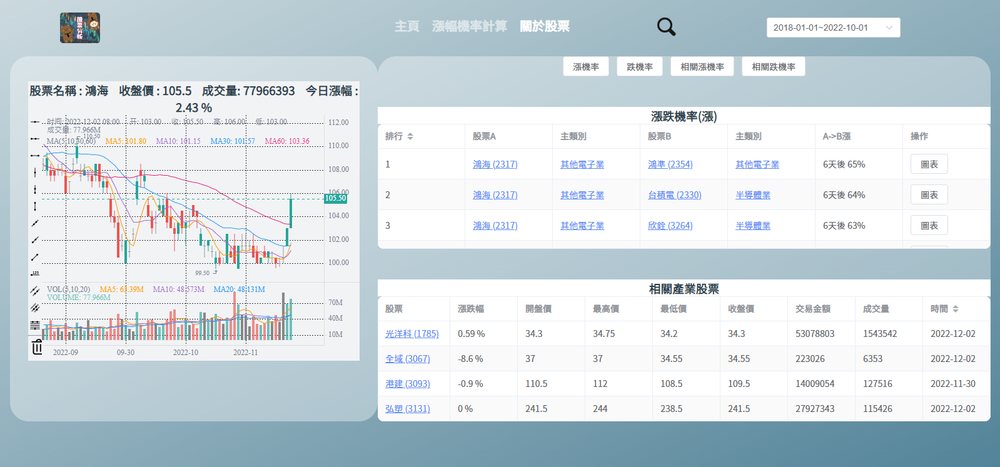 股票分析
主頁 漲幅機率計算 關於股票
2018-01-01~2022-10-01
漲機率 跌機率 相關漲機率 相關跌機率
股票名稱 : 鴻海 收盤價 : 105.5 成交量: 77966393 今日漲幅 :
2.43 %
时间: 2022-12-02 08:00 开: 103.00 收: 105.50 高: 106.00 低: 103.00
成交量: 77.966M
MA(5,10,30,60) MA5: 101.80 MA10: 101.15 MA30: 101.57 MA60: 103.36
110.50
112.00
110.00
108.00
106.00
105.50
104.00
102.00
100.00
99.50
123
VOL(5,10,20) MA5: 63.39M MA10: 48.573M MA20: 48.131M
VOLUME: 77.966M
70M
40M
10M
2022-09 09-30 2022-10 2022-11
漲跌機率(漲)
排行 股票A 主類別 股票B 主類別 A->B漲 操作
1 鴻海 (2317) 其他電子業 鴻準 (2354) 其他電子業 6天後 65% 圖表
2 鴻海 (2317) 其他電子業 台積電 (2330) 半導體業 6天後 64% 圖表
3 鴻海 (2317) 其他電子業 欣銓 (3264) 半導體業 6天後 63% 圖表
相關產業股票
股票 漲跌幅 開盤價 最高價 最低價 收盤價 交易金額 成交量 時間
光洋科 (1785) 0.59 % 34.3 34.75 34.2 34.3 53078803 1543542 2022-12-02
全域 (3067) -8.6 % 37 37 34.55 34.55 223026 6353 2022-12-02
港建 (3093) -0.9 % 110.5 112 108.5 109.5 14009054 127516 2022-11-30
弘塑 (3131) 0 % 241.5 244 238.5 241.5 27927343 115426 2022-12-02